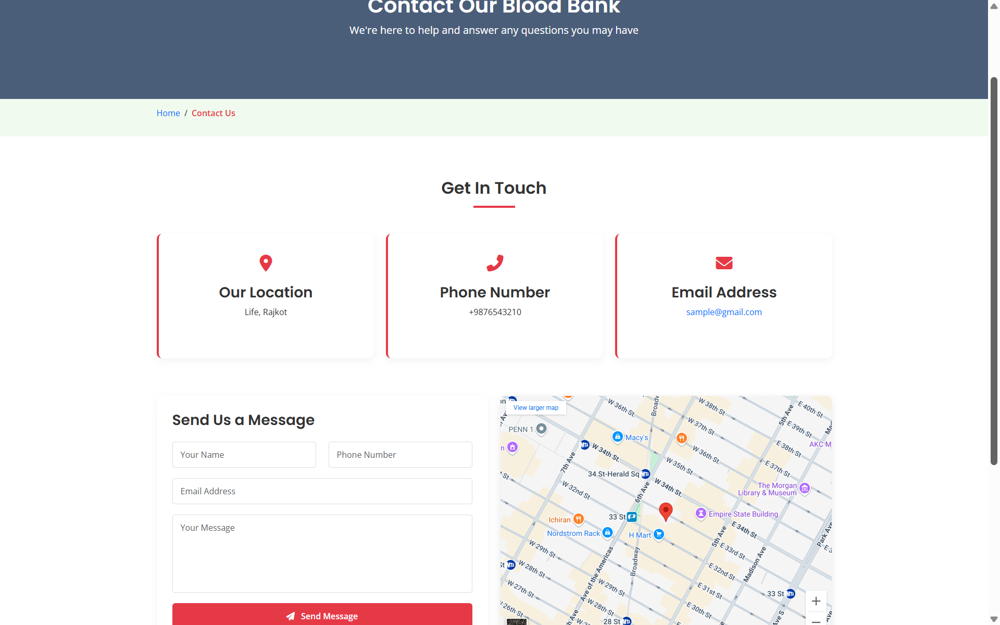 Contact Our Blood Bank
We're here to help and answer any questions you may have
Home / Contact Us
Get In Touch
Our Location
Life, Rajkot
Phone Number
+9876543210
Email Address
sample@gmail.com
Send Us a Message
Your Name
Phone Number
Email Address
Your Message
Send Message
View larger map
PENN 1
Macy's
MTA
W 36th St.
Broadw
W 38th St
5th Ave
E 40th St
W 37th St
E 39th St
AKC M
E 38th St
W 34th St.
W 36th St.
7th Ave
W 35th St
E 37th St
34 St-Herald Sq
MTA
W 34th St.
The Morgan
Library & Museum
W 32nd St
6th Ave
33 St
Empire State Building
Ichiran
E 34th St
Nordstrom Rack
H Mart
5th Ave
Park Ave
W 29th St
E 33rd St
MTA
W 28th St
Ave of the Americas
Broadway
Madison Ave
E 32nd St
W 27th St
W 29th St
E 31st St
33 St
MTA
26th St
W 28th St
E 30th St
28 St
MTA